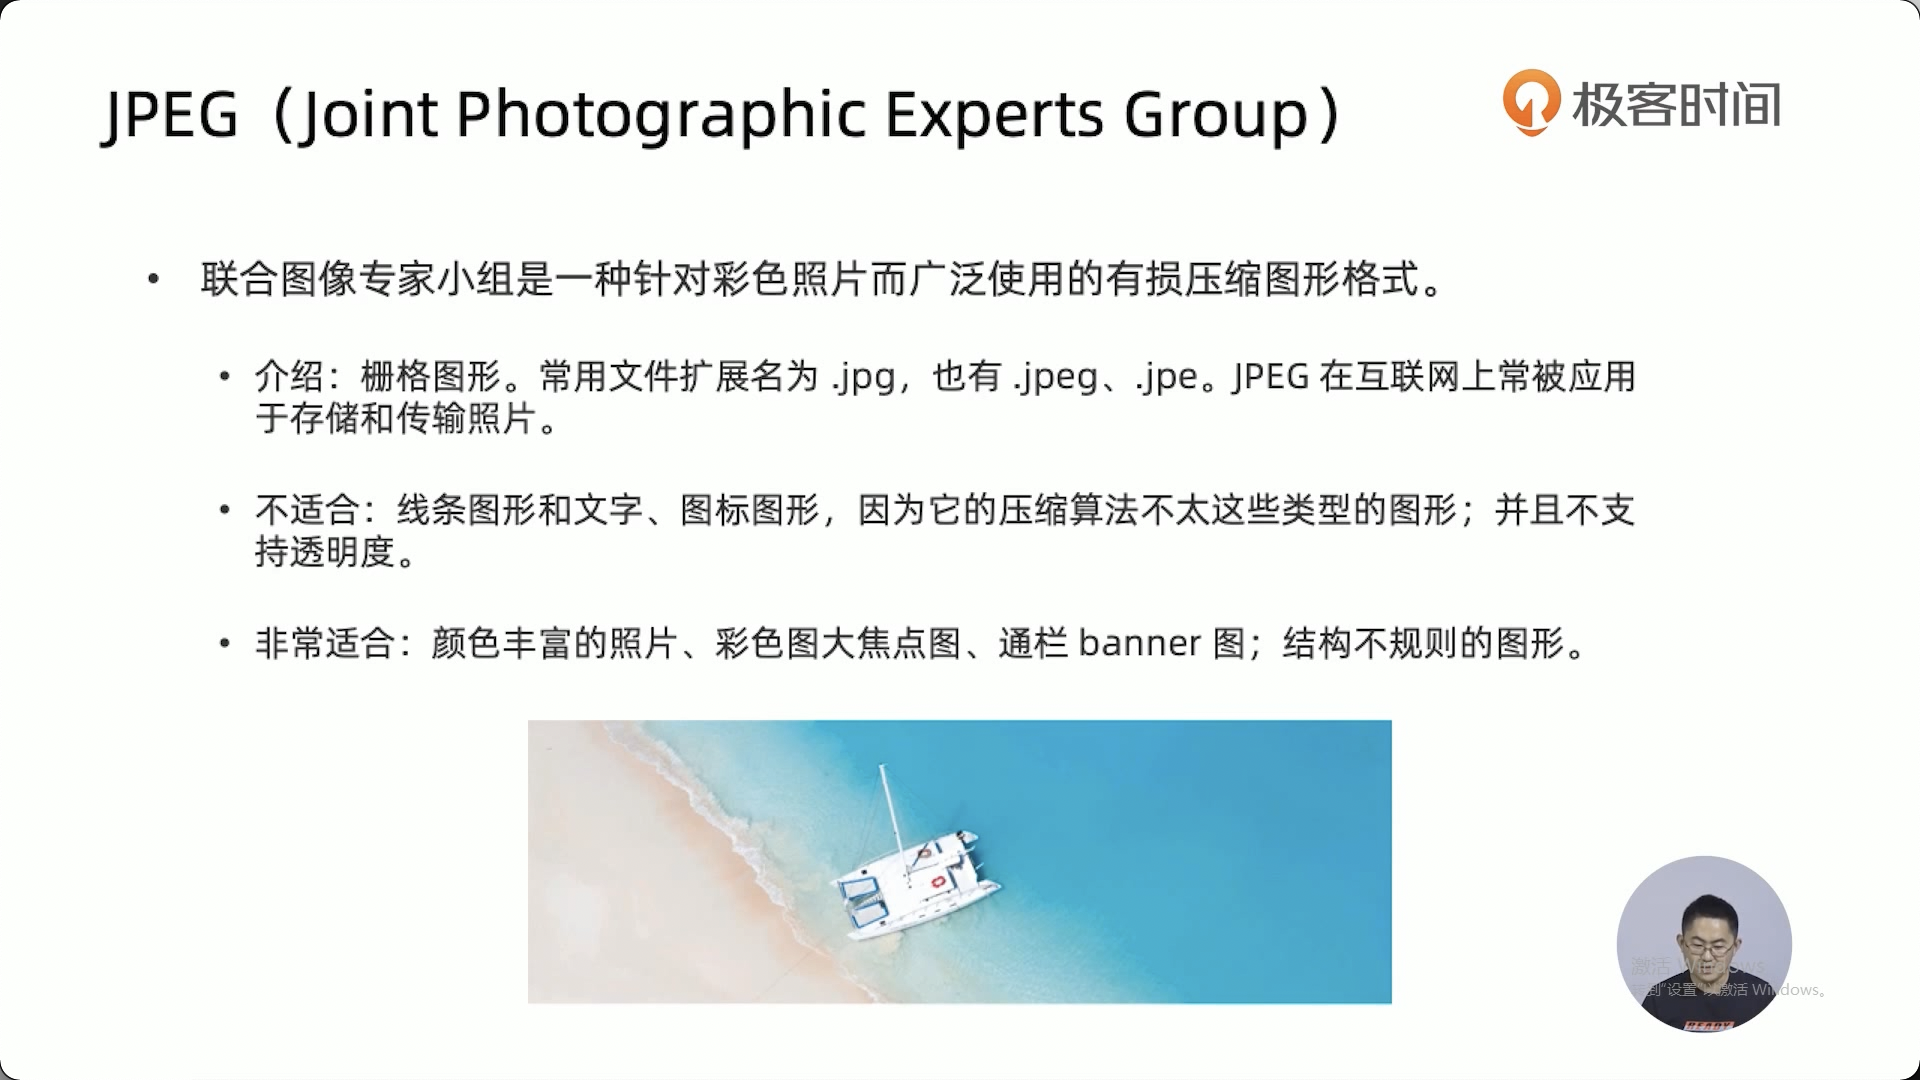 JPEG（Joint Photographic Experts Group）
极客时间
• 联合图像专家小组是一种针对彩色照片而广泛使用的有损压缩图形格式。
• 介绍：栅格图形。常用文件扩展名为 .jpg，也有 .jpeg、.jpe。JPEG 在互联网上常被应用
于存储和传输照片。
• 不适合：线条图形和文字、图标图形，因为它的压缩算法不太这些类型的图形；并且不支
持透明度。
• 非常适合：颜色丰富的照片、彩色图大焦点图、通栏 banner 图；结构不规则的图形。
激活 Windows
到"设置"以激活 Windows。
READY